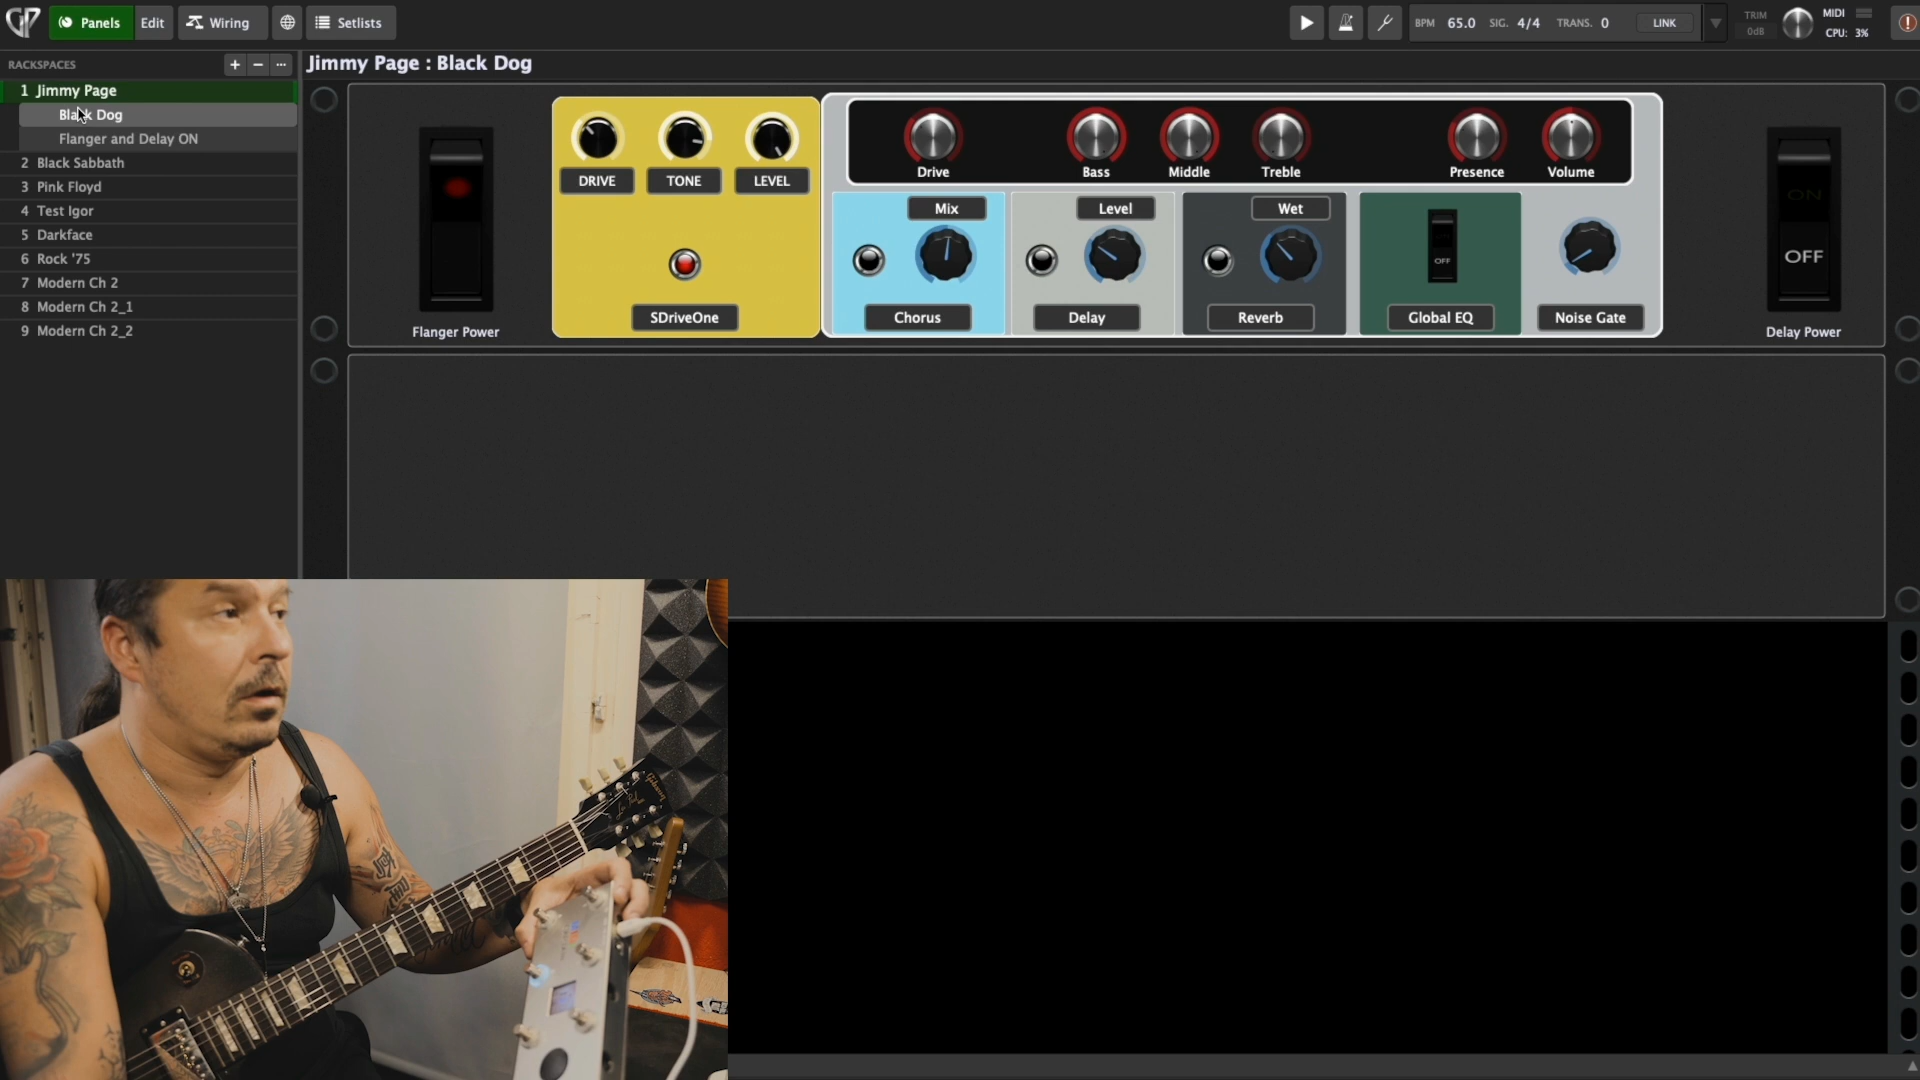 Panels Edit Wiring Setlists
BPM 65.0 SIG. 4/4 TRANS. 0 LINK
TRIM
0dB
MIDI
CPU: 3%
RACKSPACES
Jimmy Page : Black Dog
1 Jimmy Page
Black Dog
Flanger and Delay ON
2 Black Sabbath
3 Pink Floyd
4 Test Igor
5 Darkface
6 Rock '75
7 Modern Ch 2
8 Modern Ch 2_1
9 Modern Ch 2_2
Flanger Power
DRIVE TONE LEVEL
SDriveOne
Drive Bass Middle Treble Presence Volume
Mix Level Wet
OFF
Chorus Delay Reverb Global EQ Noise Gate
ON
OFF
Delay Power